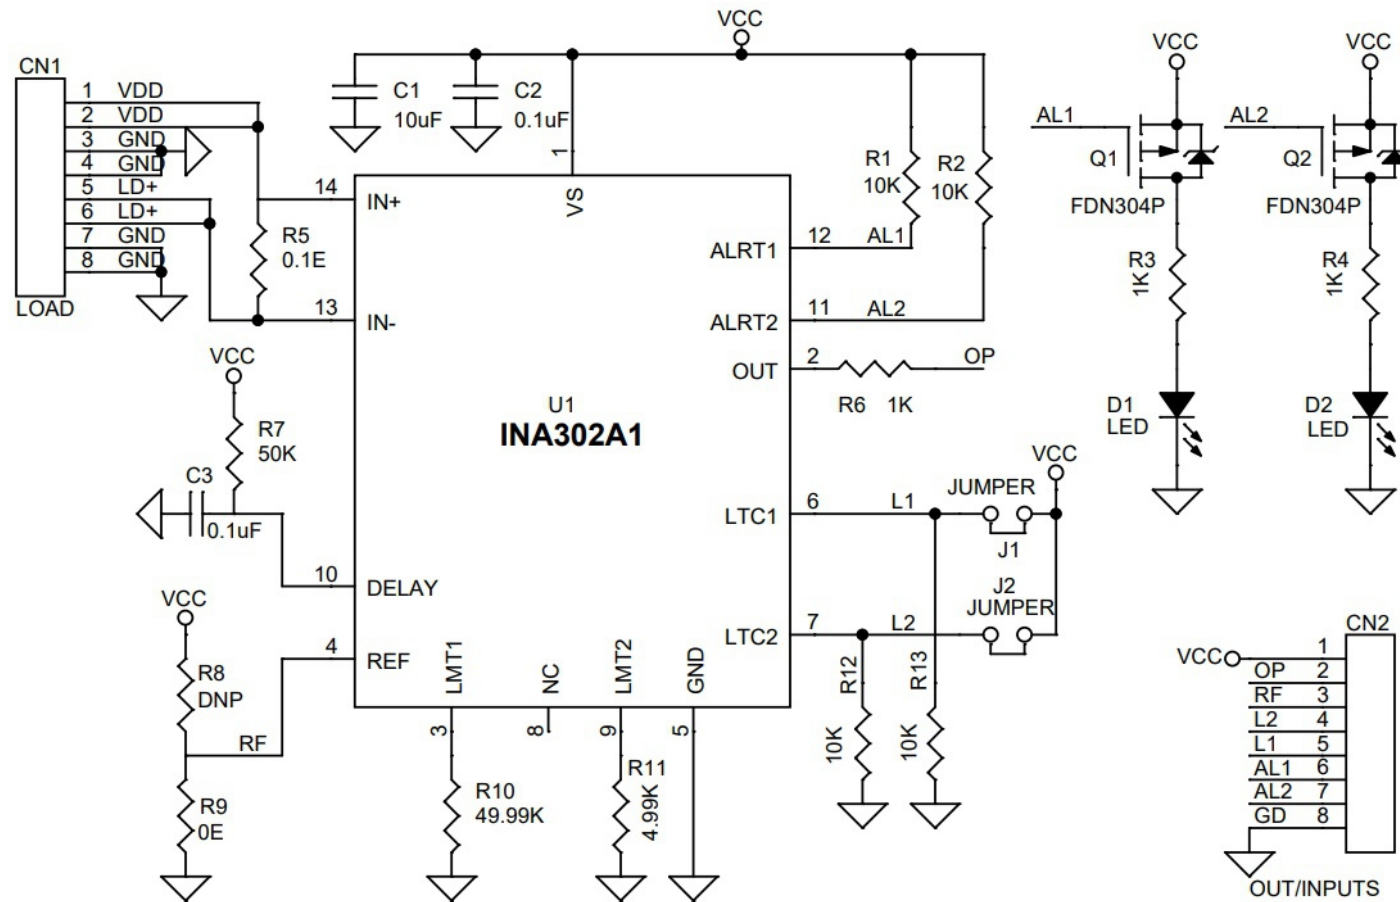 VCC
CN1
1 VDD
2 VDD
3 GND
4 GND
5 LD+
6 LD+
7 GND
8 GND
LOAD
C1
10uF
C2
0.1uF
1
VS
R1
10K
R2
10K
14
IN+
R5
0.1E
13
IN-
ALRT1
12
AL1
ALRT2
11
AL2
OUT
2
OP
R6 1K
U1
INA302A1
VCC
R7
50K
C3
0.1uF
10
DELAY
VCC
4
REF
R8
DNP
RF
R9
0E
LMT1
3
NC
8
LMT2
9
GND
5
R10
49.99K
R11
4.99K
LTC1
6
L1
JUMPER
J1
VCC
LTC2
7
L2
J2
JUMPER
R12
10K
R13
10K
VCC
AL1
Q1
FDN304P
R3
1K
D1
LED
VCC
AL2
Q2
FDN304P
R4
1K
D2
LED
CN2
VCC 1
OP 2
RF 3
L2 4
L1 5
AL1 6
AL2 7
GD 8
OUT/INPUTS